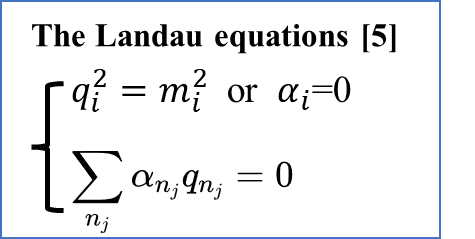 The Landau equations [5]
q_i^2 = m_i^2 or α_i=0
∑_{n_j} α_{n_j} q_{n_j} = 0